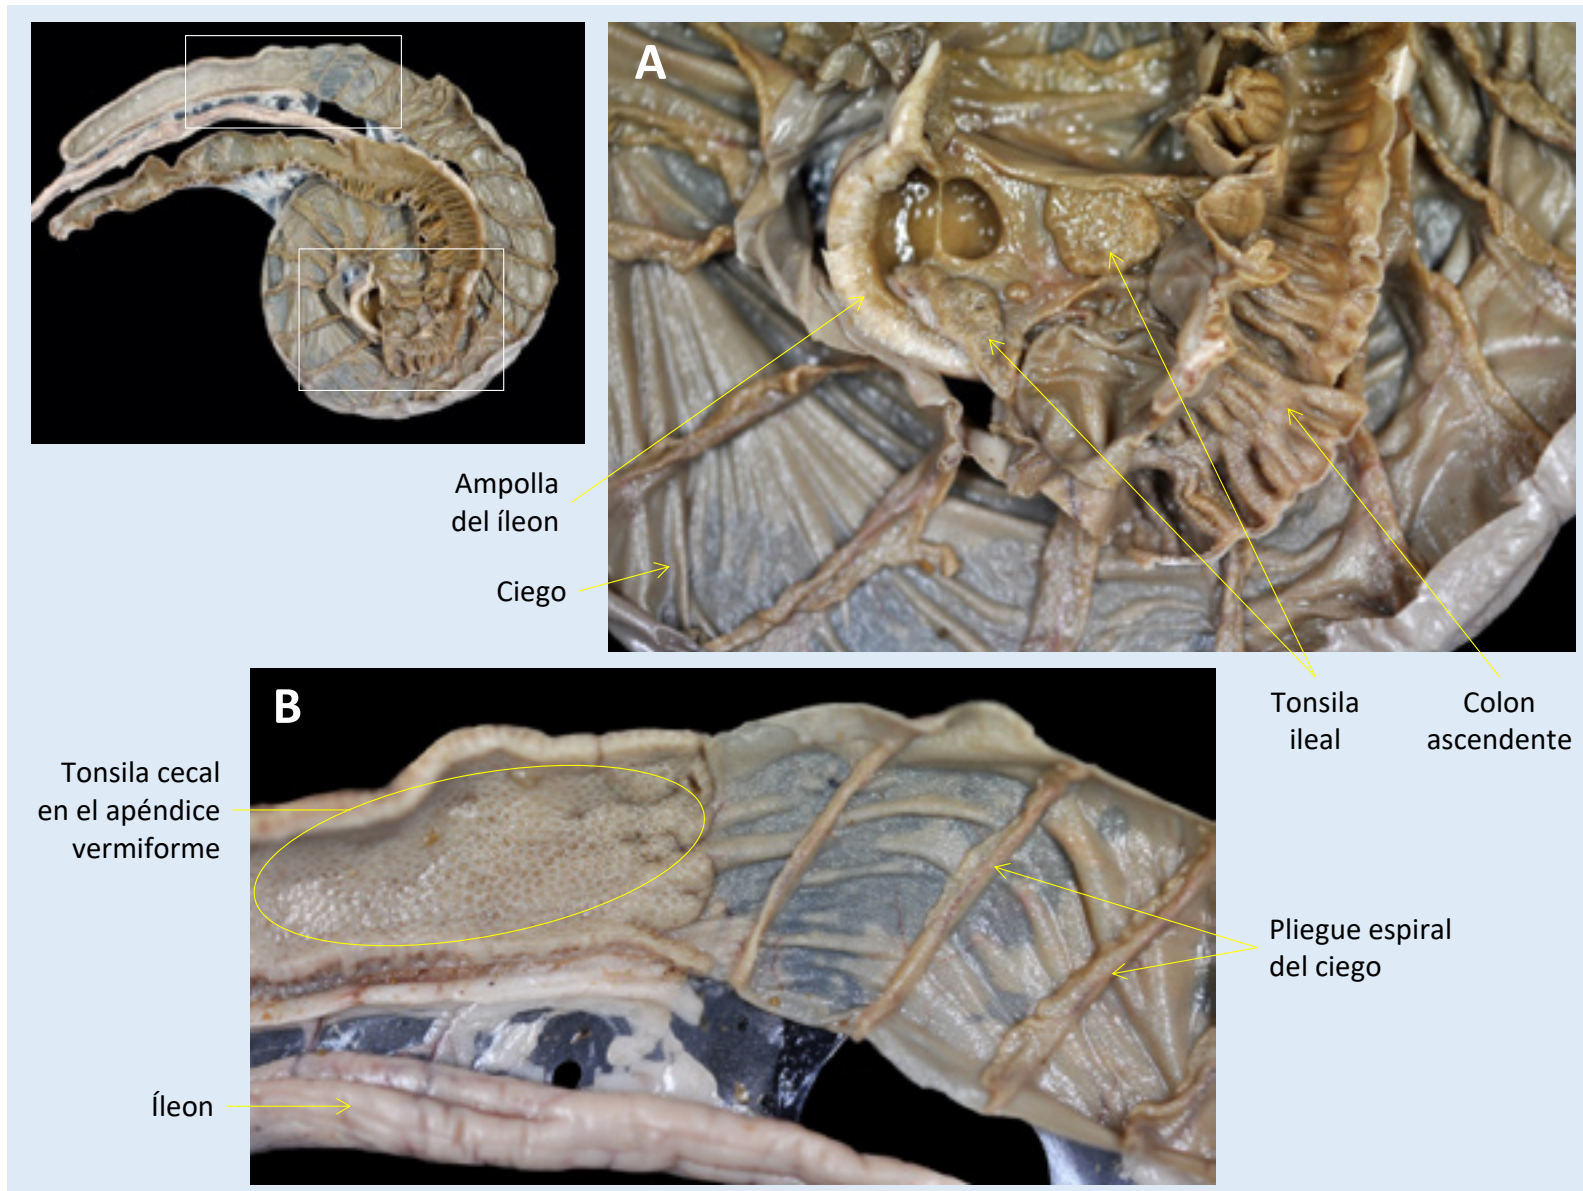 A
Ampolla
del íleon
Ciego
Tonsila
ileal
Colon
ascendente
B
Tonsila cecal
en el apéndice
vermiforme
Pliegue espiral
del ciego
Íleon